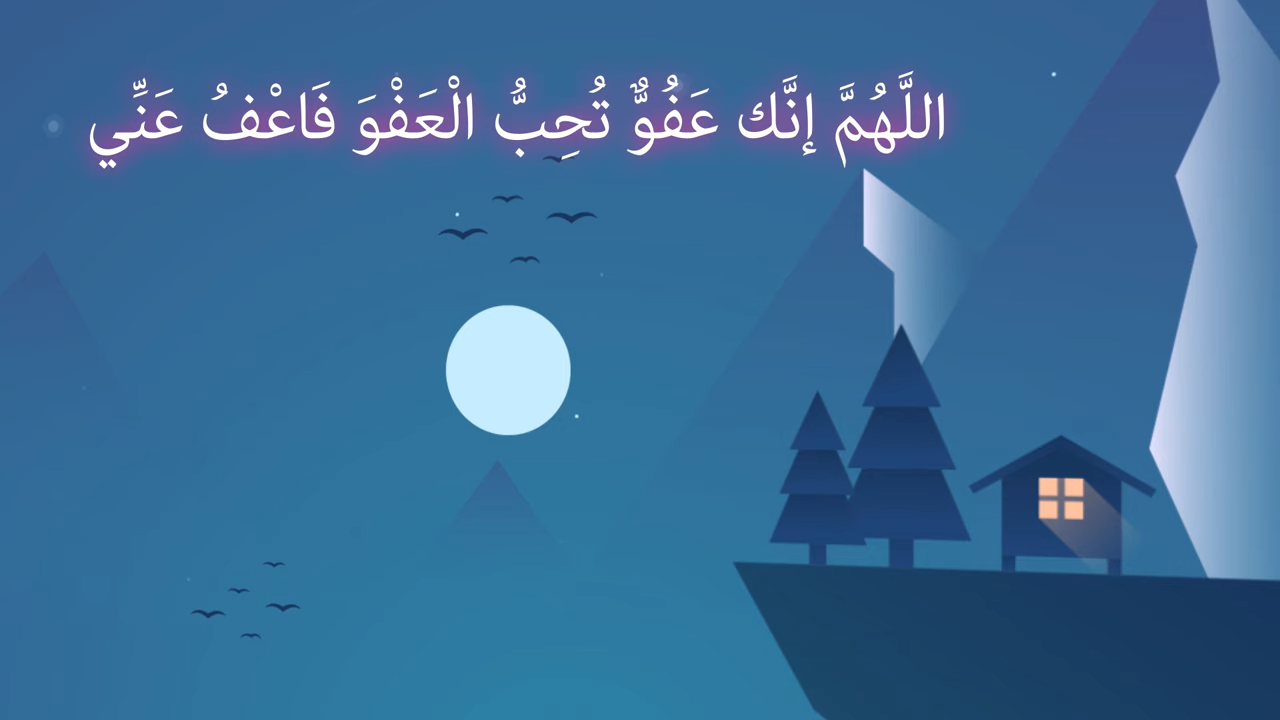 اللَّهُمَّ إنَّك عَفُوٌّ تُحِبُّ الْعَفْوَ فَاعْفُ عَنِّي